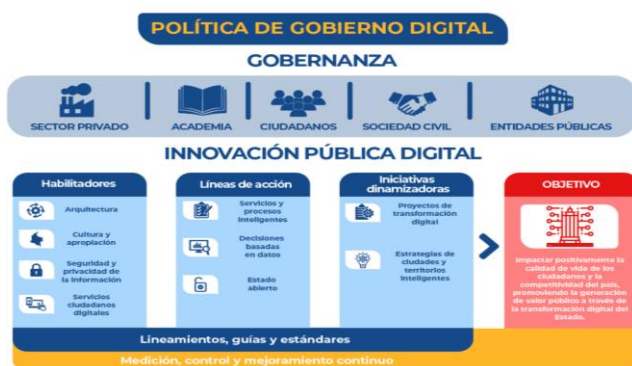 POLÍTICA DE GOBIERNO DIGITAL
GOBERNANZA
SECTOR PRIVADO
ACADEMIA
CIUDADANOS
SOCIEDAD CIVIL
ENTIDADES PÚBLICAS
INNOVACIÓN PÚBLICA DIGITAL
Habilitadores
Arquitectura
Cultura y
apropiación
Seguridad y
privacidad de
la información
Servicios
ciudadanos
digitales
Líneas de acción
Servicios y
procesos
Inteligentes
Decisiones
basadas
en datos
Estado
abierto
Iniciativas
dinamizadoras
Proyectos de
transformación
digital
Estrategias de
ciudades y
territorios
Inteligentes
OBJETIVO
Impactar positivamente la
calidad de vida de los
ciudadanos y la
competitividad del país,
promoviendo la generación
de valor público a través de
la transformación digital del
Estado.
Lineamientos, guías y estándares
Medición, control y mejoramiento continuo